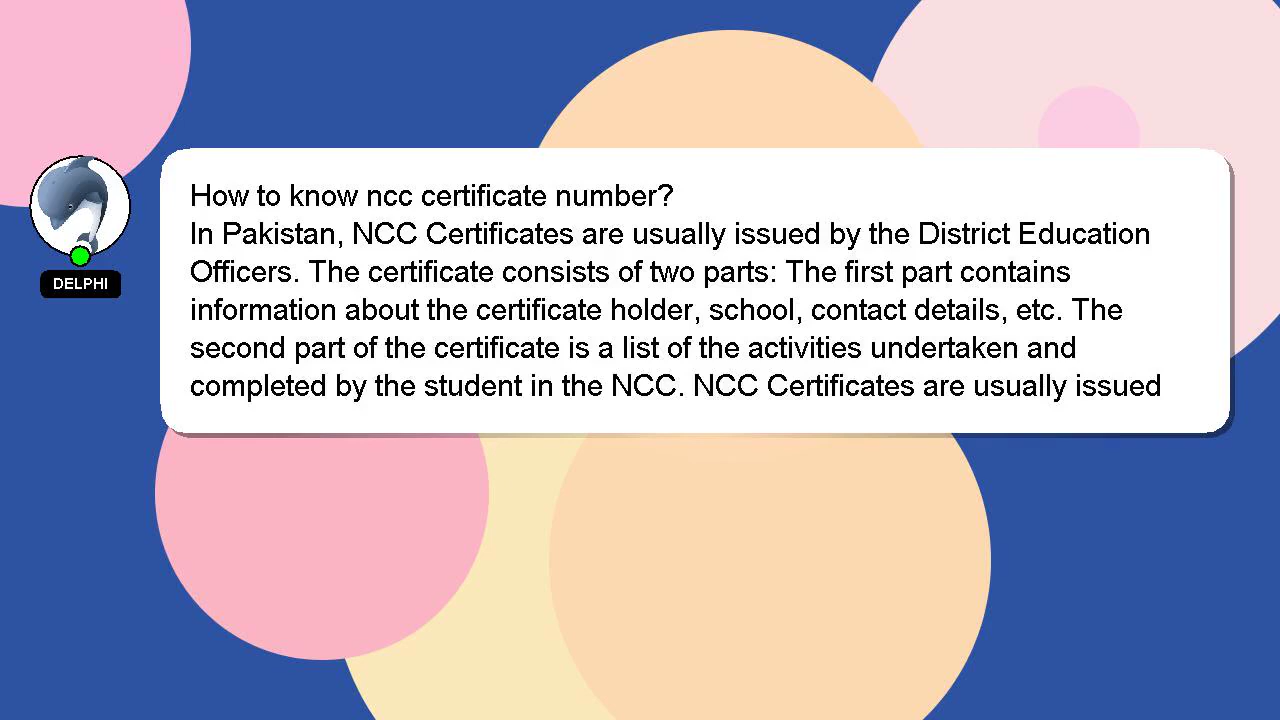 DELPHI
How to know ncc certificate number?
In Pakistan, NCC Certificates are usually issued by the District Education
Officers. The certificate consists of two parts: The first part contains
information about the certificate holder, school, contact details, etc. The
second part of the certificate is a list of the activities undertaken and
completed by the student in the NCC. NCC Certificates are usually issued